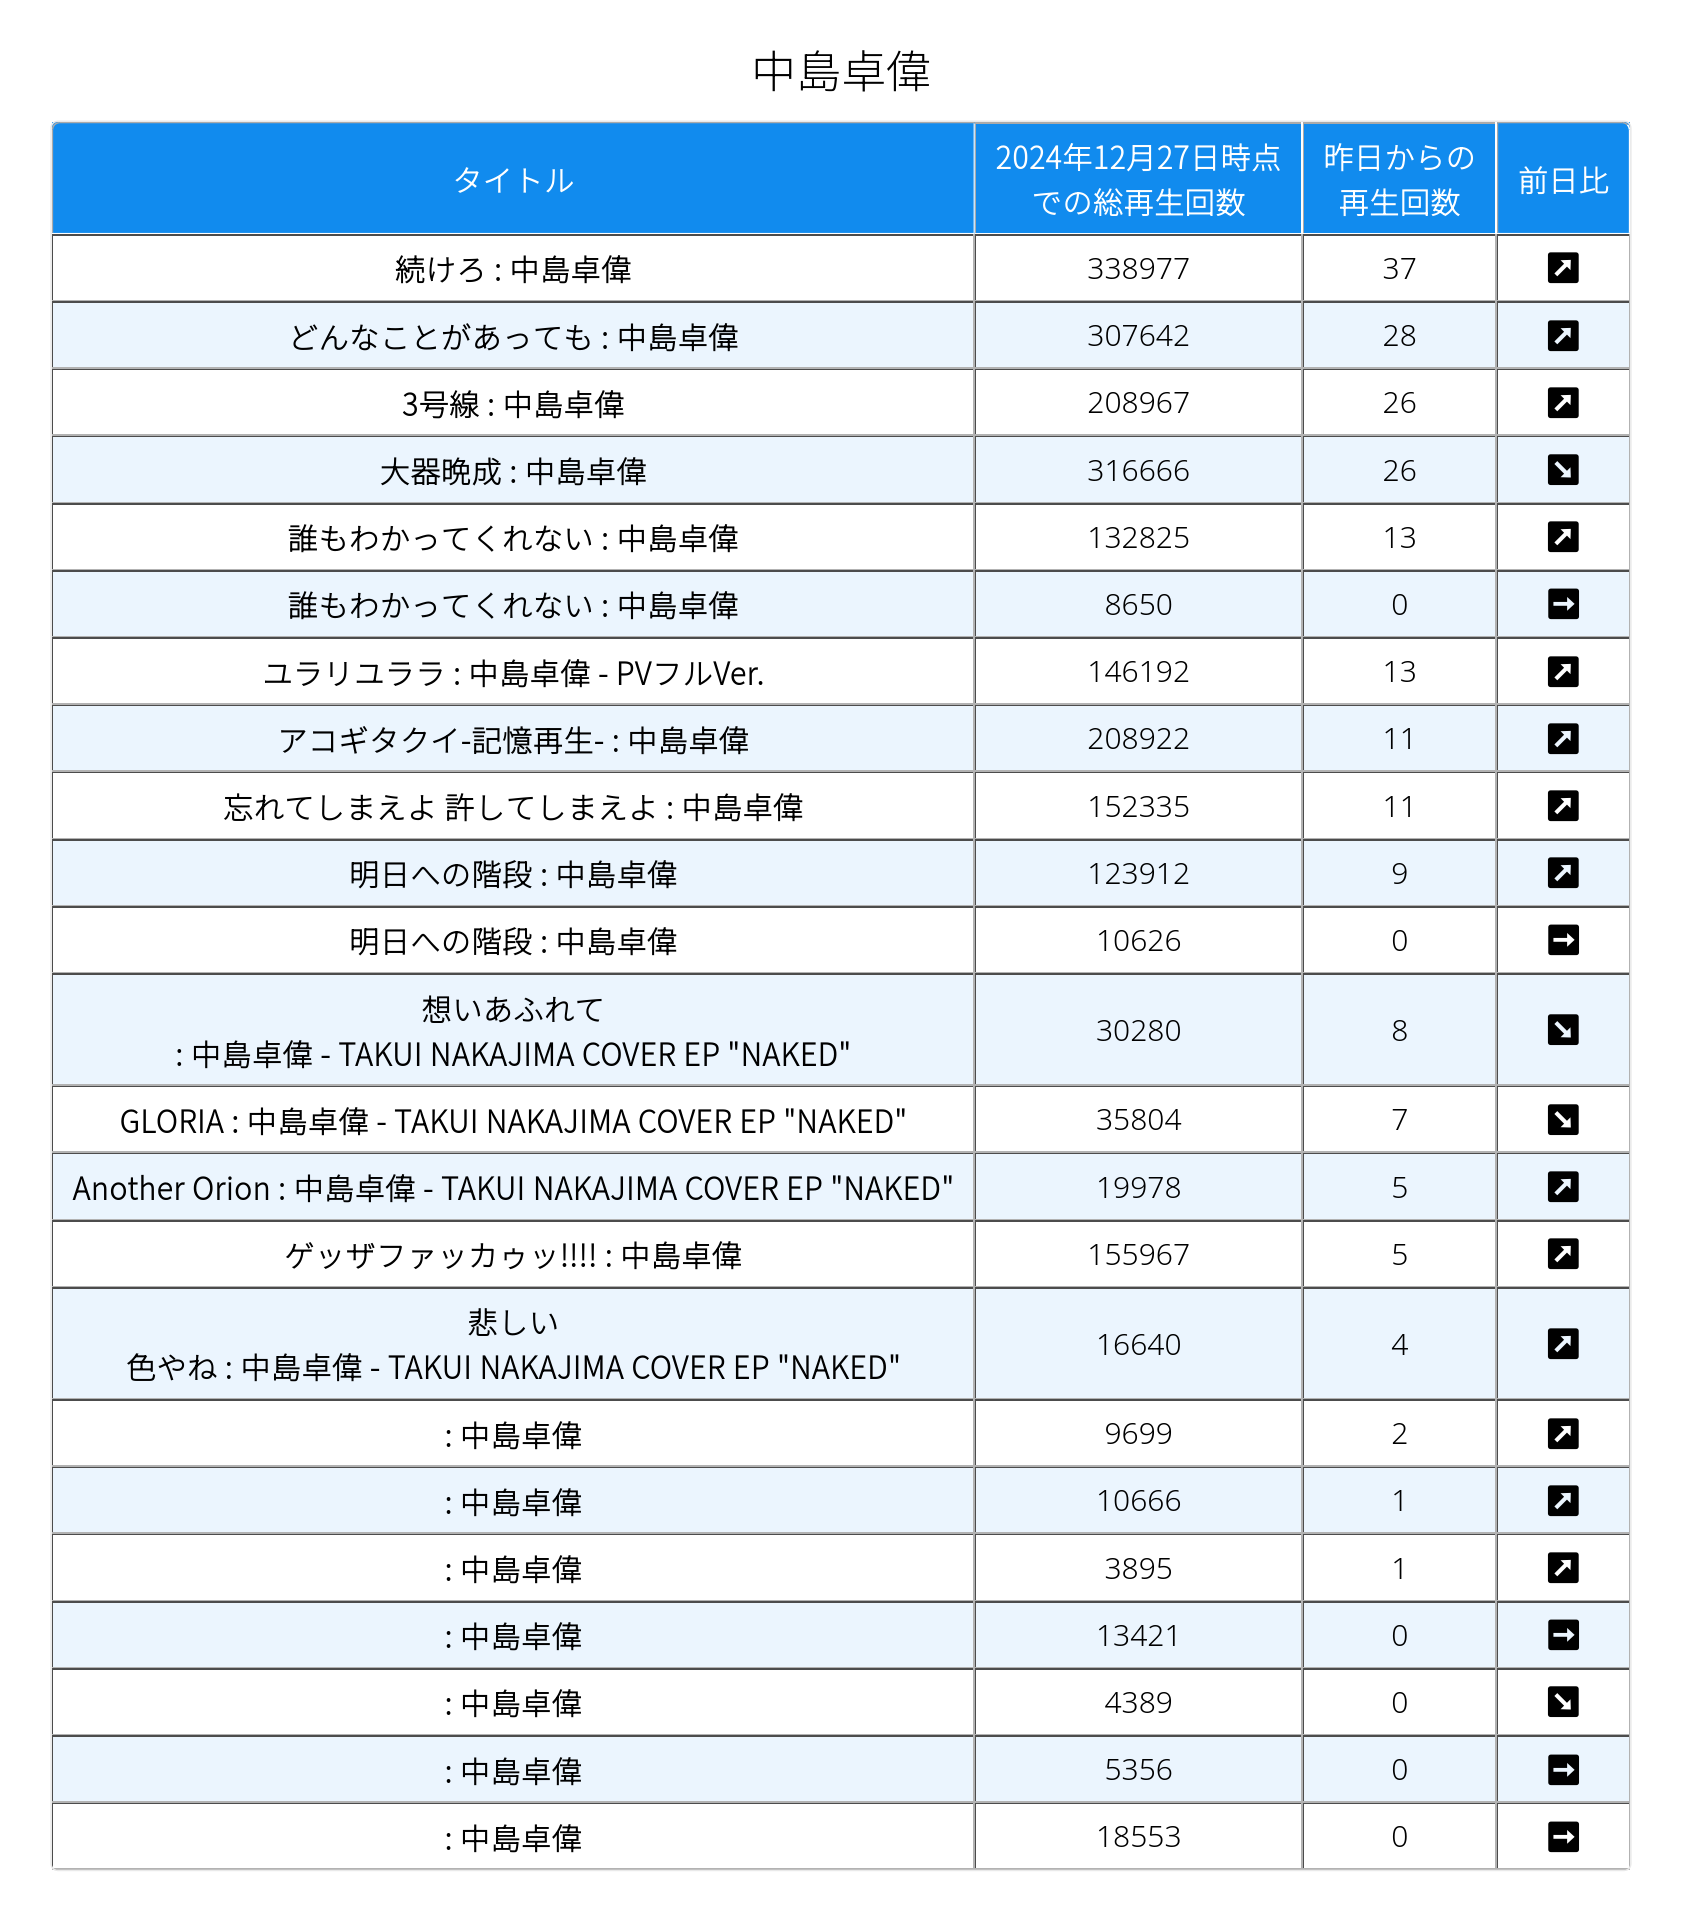 中島卓偉
タイトル 2024年12月27日時点での総再生回数 昨日からの再生回数 前日比
続けろ : 中島卓偉 338977 37 ↗
どんなことがあっても : 中島卓偉 307642 28 ↗
3号線 : 中島卓偉 208967 26 ↗
大器晩成 : 中島卓偉 316666 26 ↘
誰もわかってくれない : 中島卓偉 132825 13 ↗
誰もわかってくれない : 中島卓偉 8650 0 →
ユラリユララ : 中島卓偉 - PVフルVer. 146192 13 ↗
アコギタクイ-記憶再生- : 中島卓偉 208922 11 ↗
忘れてしまえよ 許してしまえよ : 中島卓偉 152335 11 ↗
明日への階段 : 中島卓偉 123912 9 ↗
明日への階段 : 中島卓偉 10626 0 →
想いあふれて
: 中島卓偉 - TAKUI NAKAJIMA COVER EP "NAKED" 30280 8 ↘
GLORIA : 中島卓偉 - TAKUI NAKAJIMA COVER EP "NAKED" 35804 7 ↘
Another Orion : 中島卓偉 - TAKUI NAKAJIMA COVER EP "NAKED" 19978 5 ↗
ゲッザファッカゥッ!!!! : 中島卓偉 155967 5 ↗
悲しい
色やね : 中島卓偉 - TAKUI NAKAJIMA COVER EP "NAKED" 16640 4 ↗
: 中島卓偉 9699 2 ↗
: 中島卓偉 10666 1 ↗
: 中島卓偉 3895 1 ↗
: 中島卓偉 13421 0 →
: 中島卓偉 4389 0 ↘
: 中島卓偉 5356 0 →
: 中島卓偉 18553 0 →